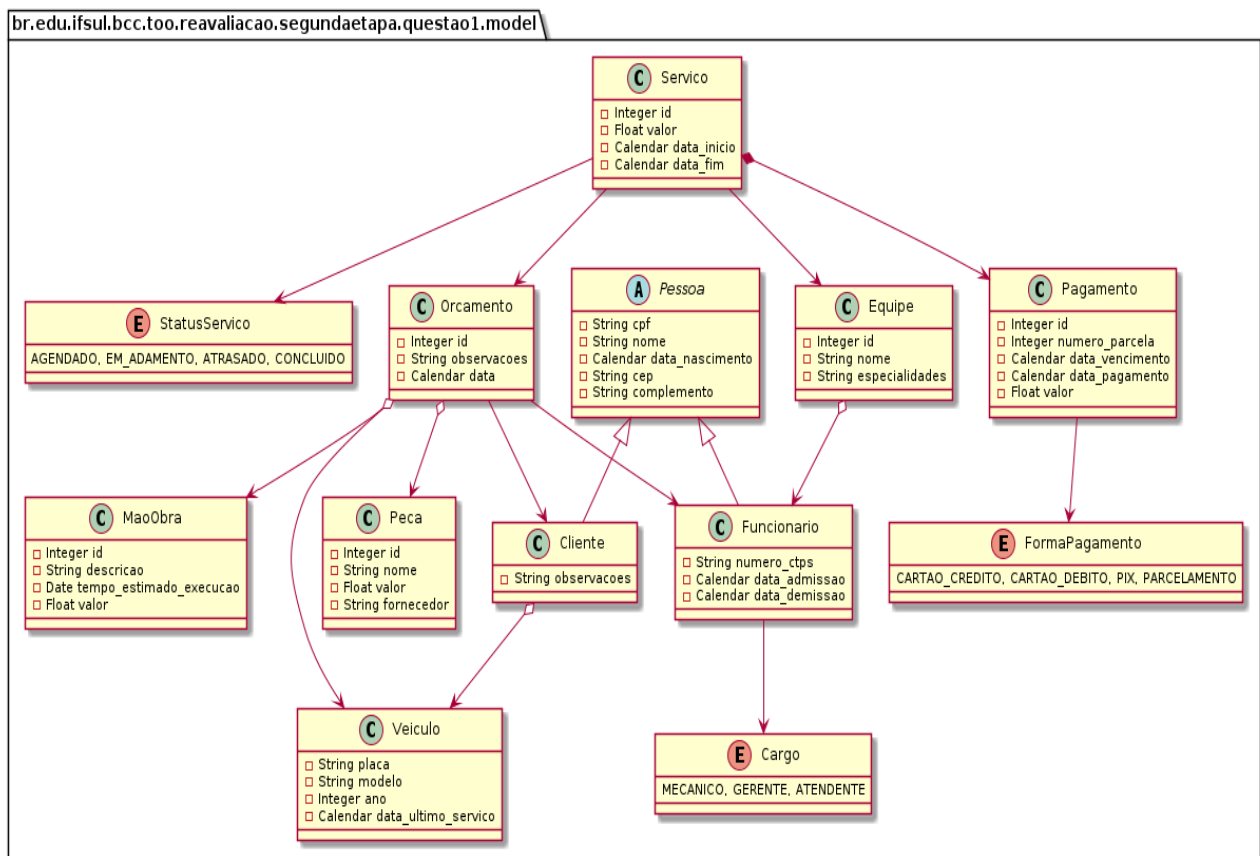 br.edu.ifsul.bcc.too.reavaliacao.segundaetapa.questao1.model
C Servico
Integer id
Float valor
Calendar data_inicio
Calendar data_fim
E StatusServico
AGENDADO, EM_ADAMENTO, ATRASADO, CONCLUIDO
C Orcamento
Integer id
String observacoes
Calendar data
A Pessoa
String cpf
String nome
Calendar data_nascimento
String cep
String complemento
C Equipe
Integer id
String nome
String especialidades
C Pagamento
Integer id
Integer numero_parcela
Calendar data_vencimento
Calendar data_pagamento
Float valor
C MaoObra
Integer id
String descricao
Date tempo_estimado_execucao
Float valor
C Peca
Integer id
String nome
Float valor
String fornecedor
C Cliente
String observacoes
C Funcionario
String numero_ctps
Calendar data_admissao
Calendar data_demissao
E FormaPagamento
CARTAO_CREDITO, CARTAO_DEBITO, PIX, PARCELAMENTO
C Veiculo
String placa
String modelo
Integer ano
Calendar data_ultimo_servico
E Cargo
MECANICO, GERENTE, ATENDENTE